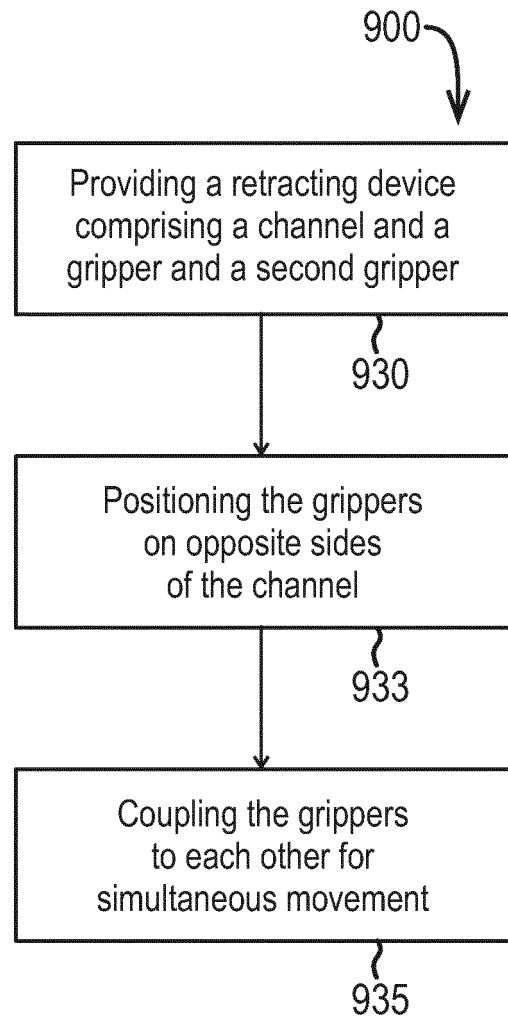 900
Providing a retracting device
comprising a channel and a
gripper and a second gripper
930
Positioning the grippers
on opposite sides
of the channel
933
Coupling the grippers
to each other for
simultaneous movement
935